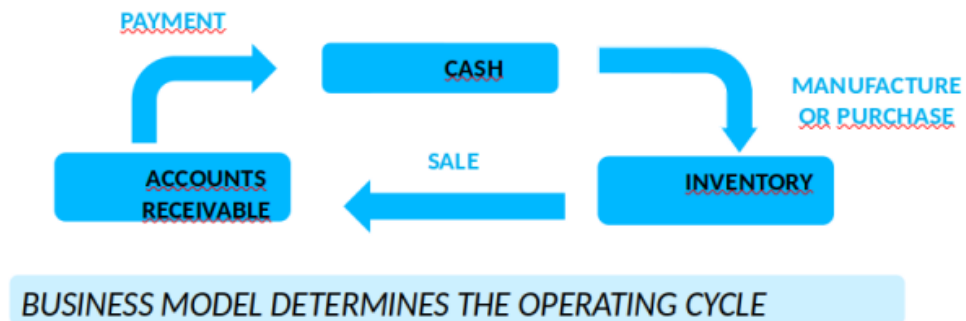 PAYMENT
CASH
MANUFACTURE
OR PURCHASE
SALE
ACCOUNTS
RECEIVABLE
INVENTORY
BUSINESS MODEL DETERMINES THE OPERATING CYCLE